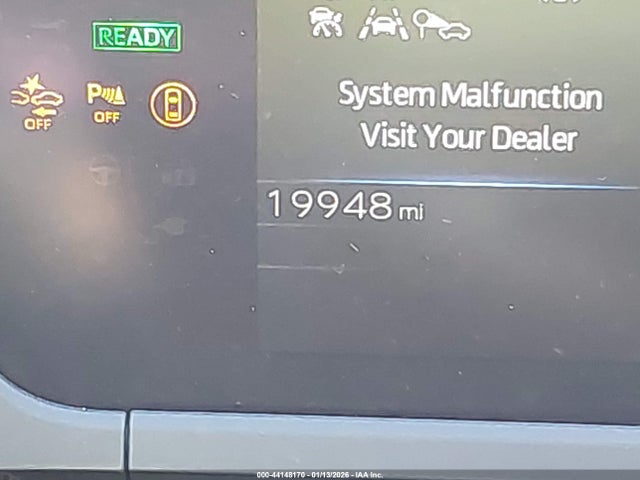 READY
OFF
P
OFF
System Malfunction
Visit Your Dealer
19948 mi
000-44148170 - 01/13/2026 - IAA Inc.